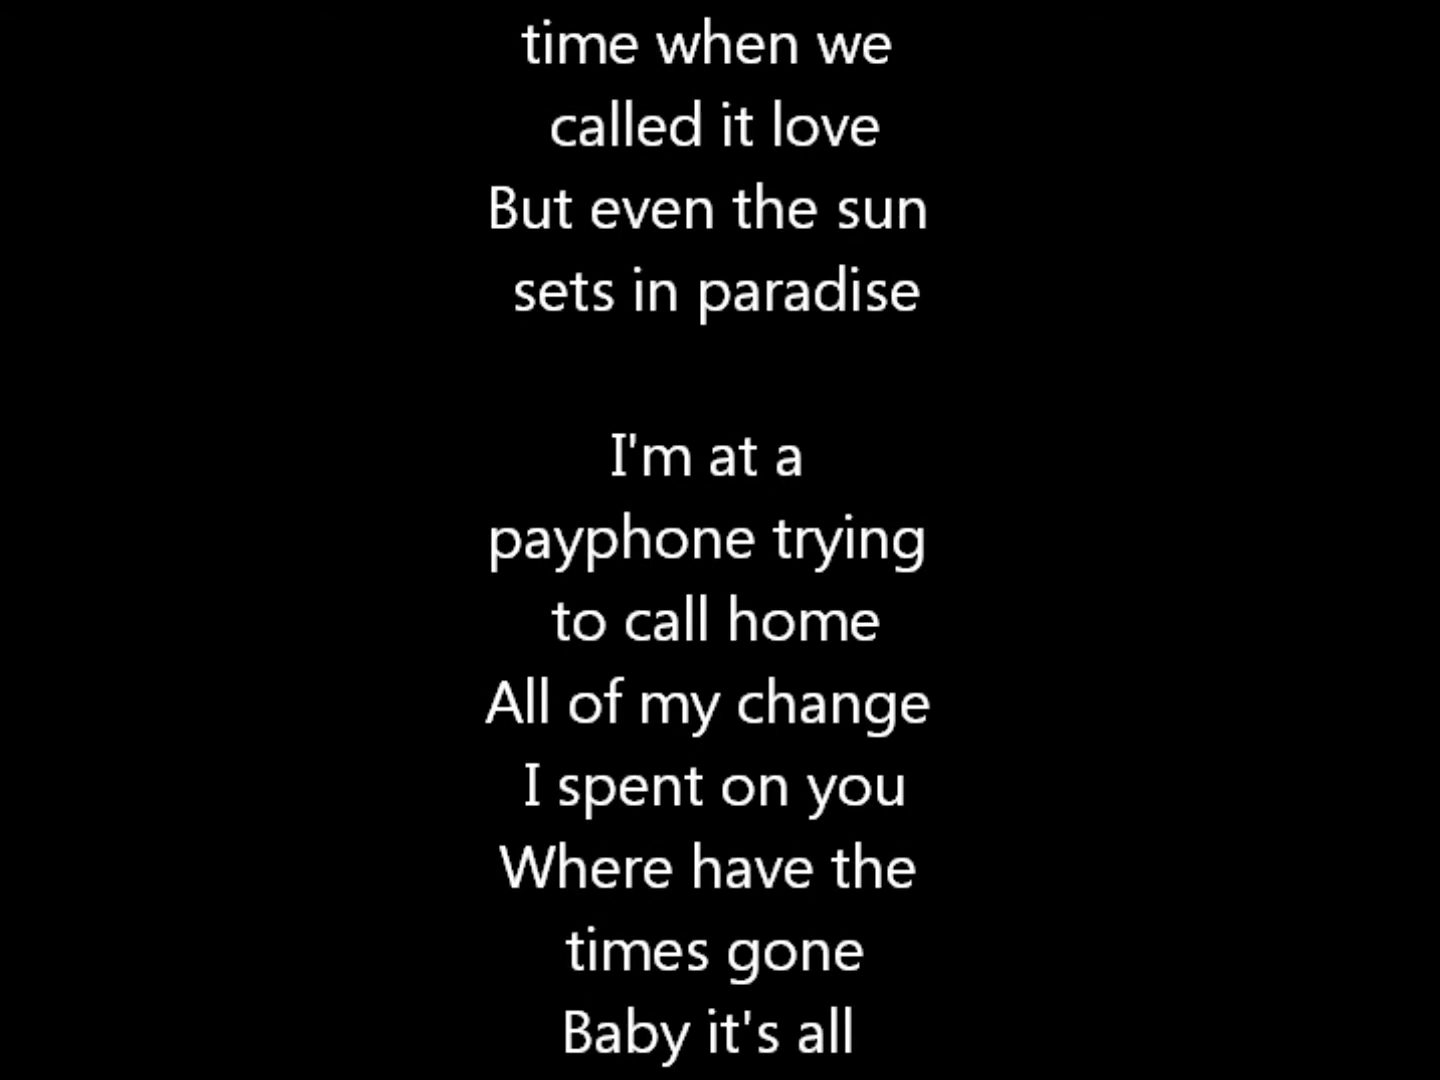 time when we
called it love
But even the sun
sets in paradise
I'm at a
payphone trying
to call home
All of my change
I spent on you
Where have the
times gone
Baby it's all